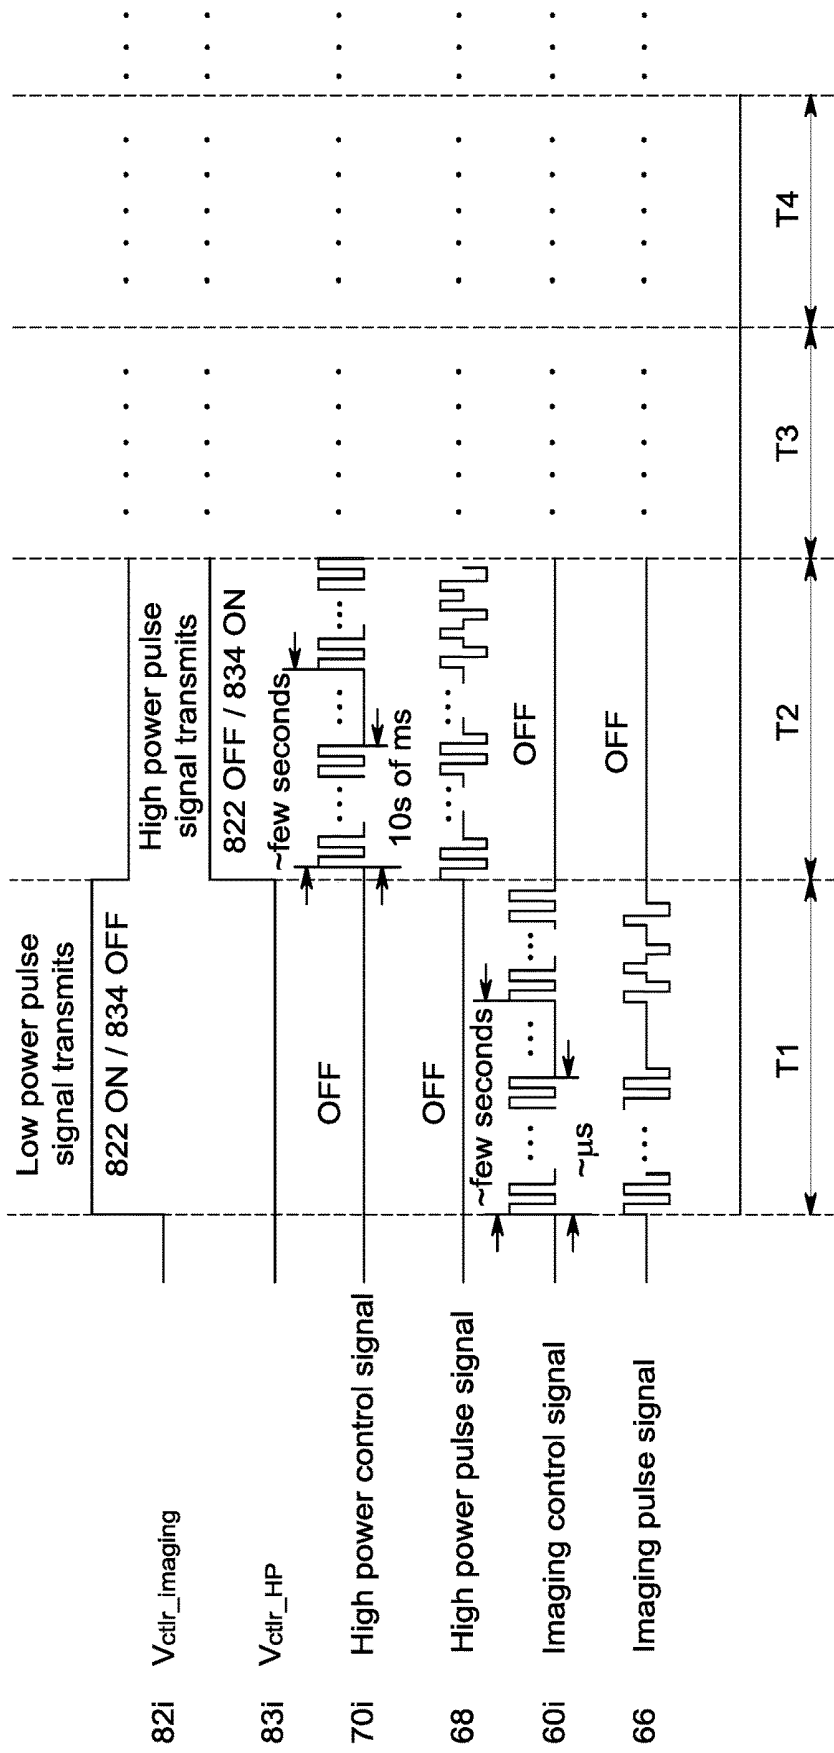 Low power pulse
signal transmits
822 ON / 834 OFF
82i Vctlr_imaging
High power pulse
signal transmits
822 OFF / 834 ON
83i Vctlr_HP
~few seconds
OFF
70i High power control signal
10s of ms
OFF
68 High power pulse signal
~few seconds
OFF
60i Imaging control signal
~µs
OFF
66 Imaging pulse signal
T1 T2 T3 T4